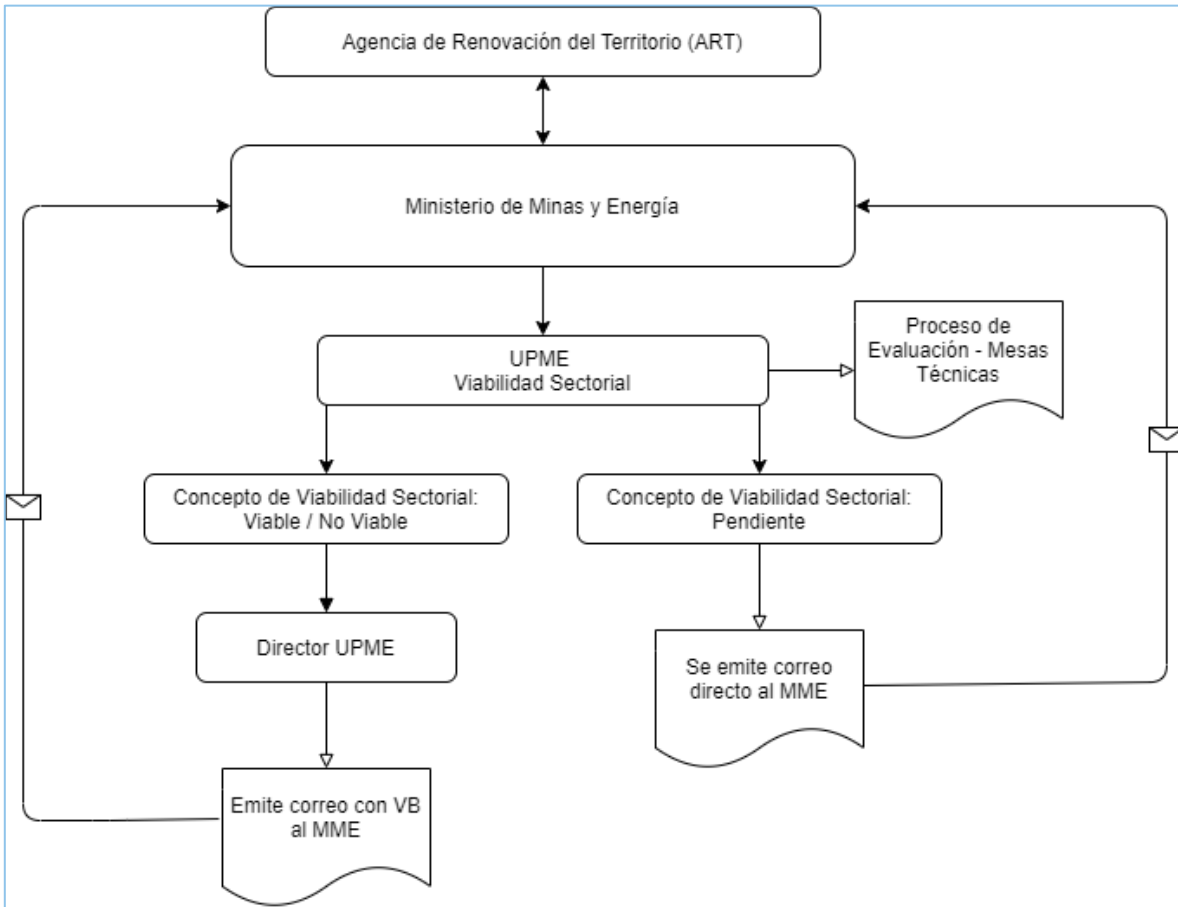 Agencia de Renovación del Territorio (ART)
Ministerio de Minas y Energía
UPME
Viabilidad Sectorial
Proceso de
Evaluación - Mesas
Técnicas
Concepto de Viabilidad Sectorial:
Viable / No Viable
Concepto de Viabilidad Sectorial:
Pendiente
Director UPME
Se emite correo
directo al MME
Emite correo con VB
al MME